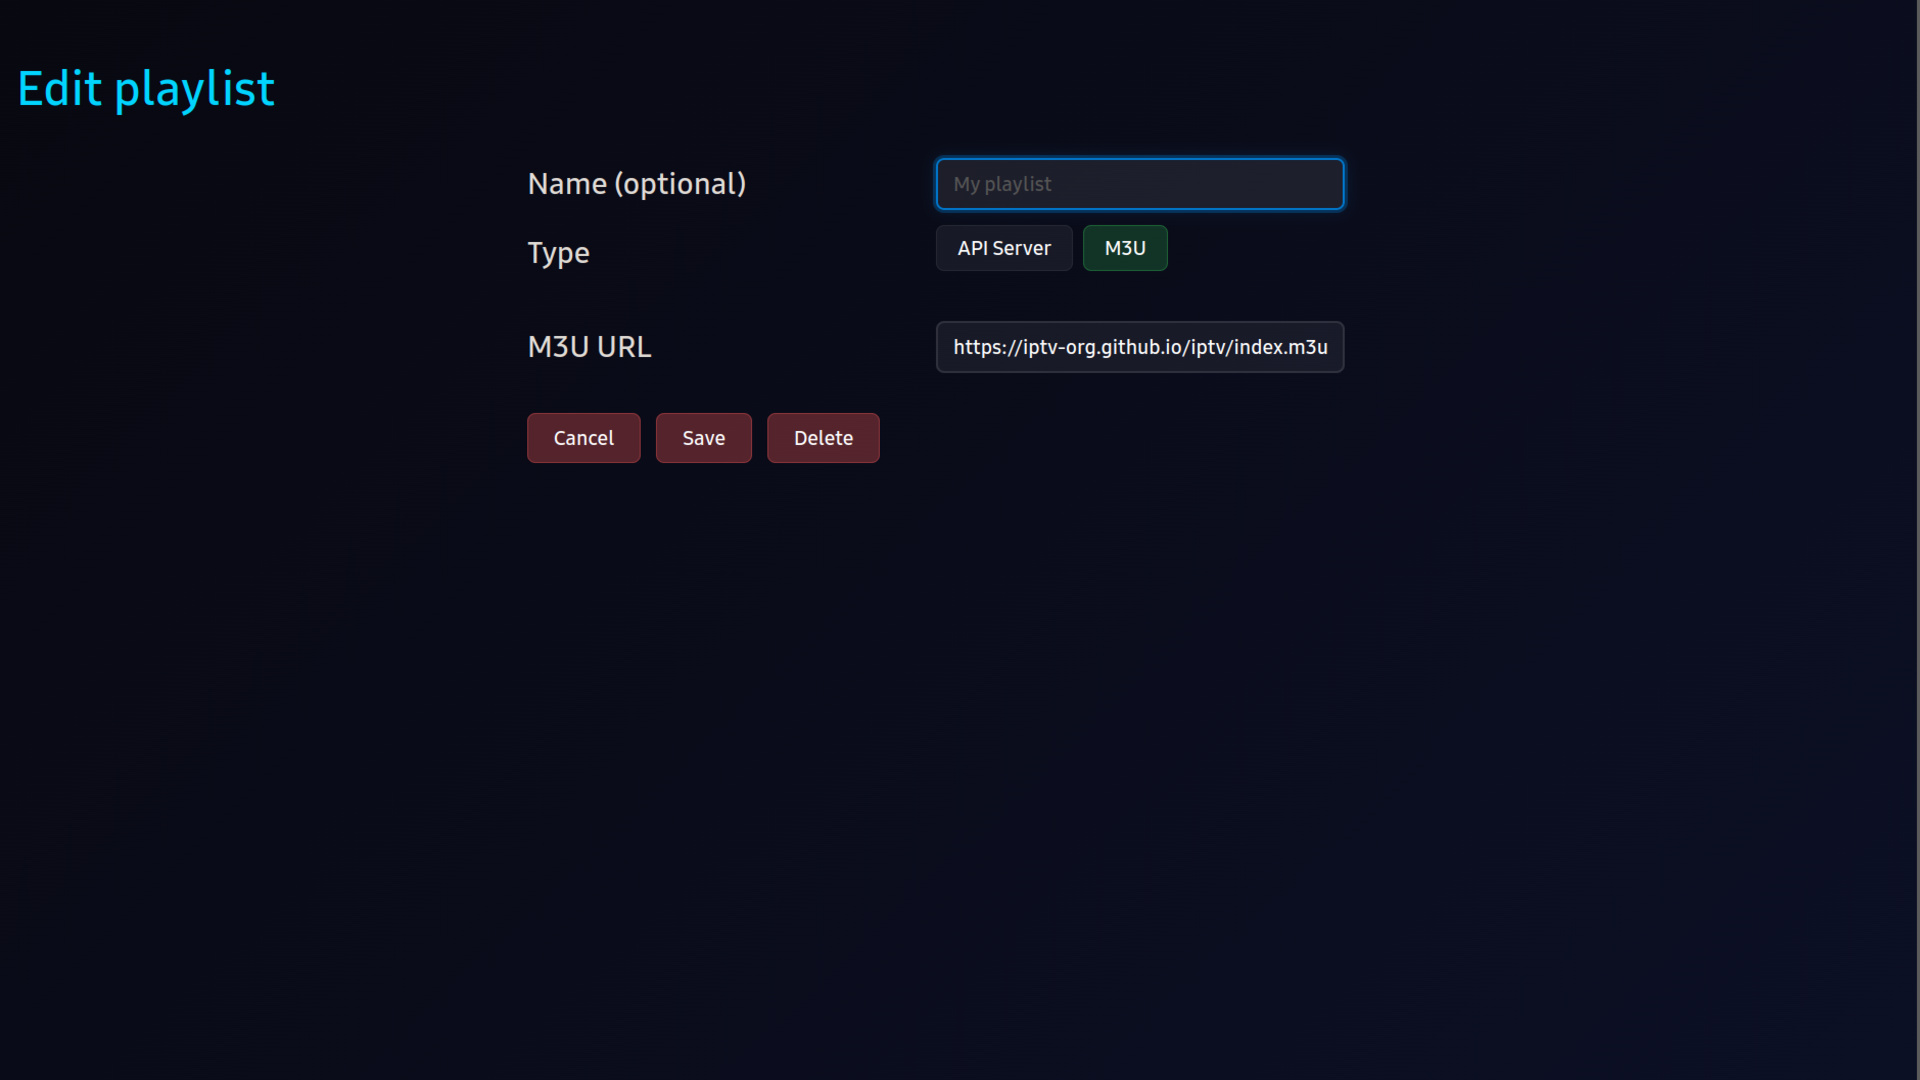 Edit playlist
Name (optional)
My playlist
Type
API Server
M3U
M3U URL
https://iptv-org.github.io/iptv/index.m3u
Cancel
Save
Delete